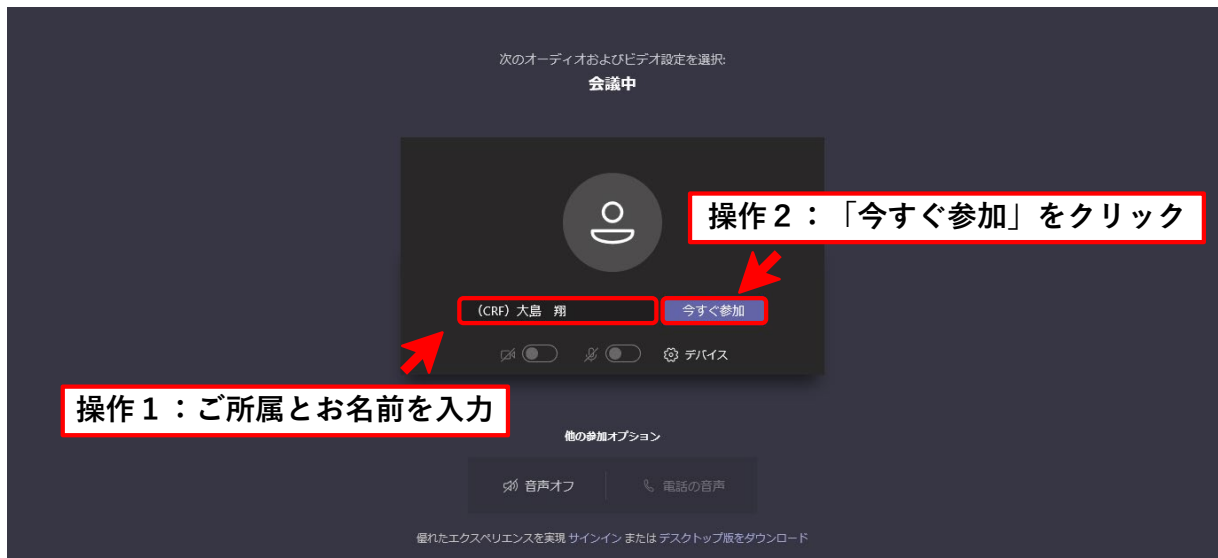 次のオーディオおよびビデオ設定を選択:
会議中
操作２：「今すぐ参加」をクリック
（CRF）大島　翔
今すぐ参加
デバイス
操作１：ご所属とお名前を入力
他の参加オプション
音声オフ
電話の音声
優れたエクスペリエンスを実現 サインイン または デスクトップ版をダウンロード